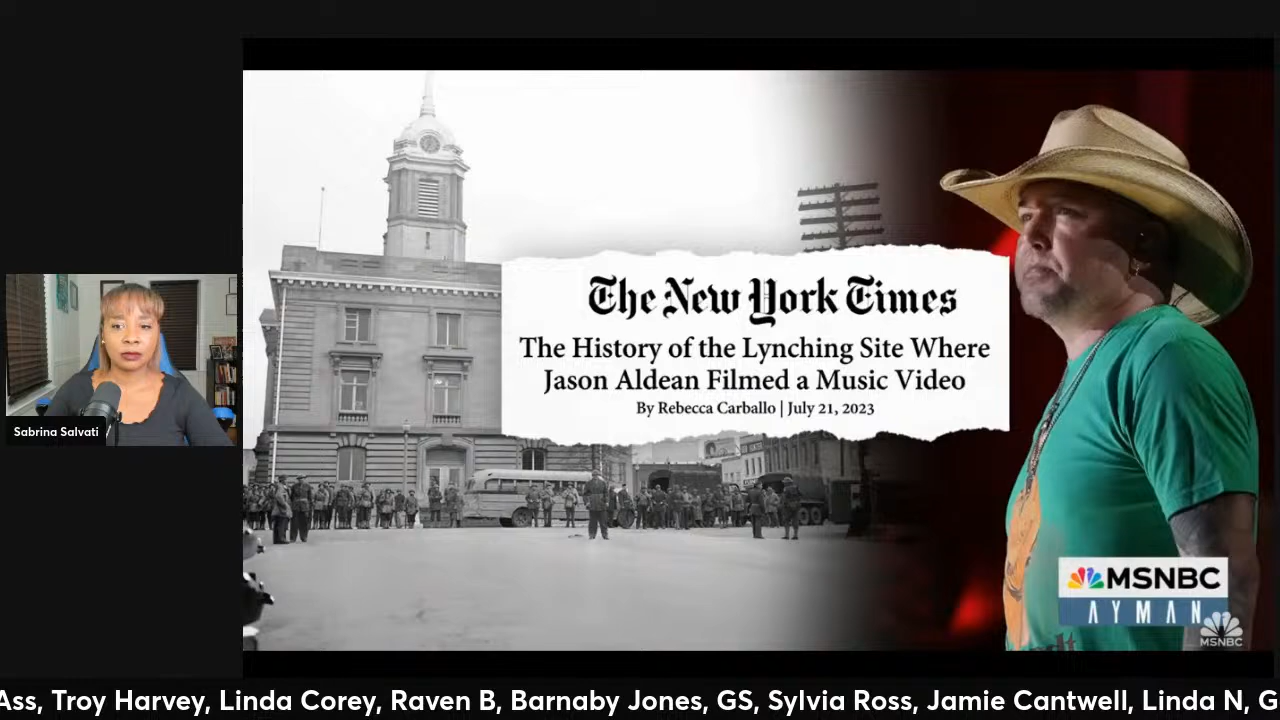 The New York Times
The History of the Lynching Site Where
Jason Aldean Filmed a Music Video
By Rebecca Carballo | July 21, 2023
Sabrina Salvati
MSNBC
AYMAN
MSNBC
Ass, Troy Harvey, Linda Corey, Raven B, Barnaby Jones, GS, Sylvia Ross, Jamie Cantwell, Linda N, G